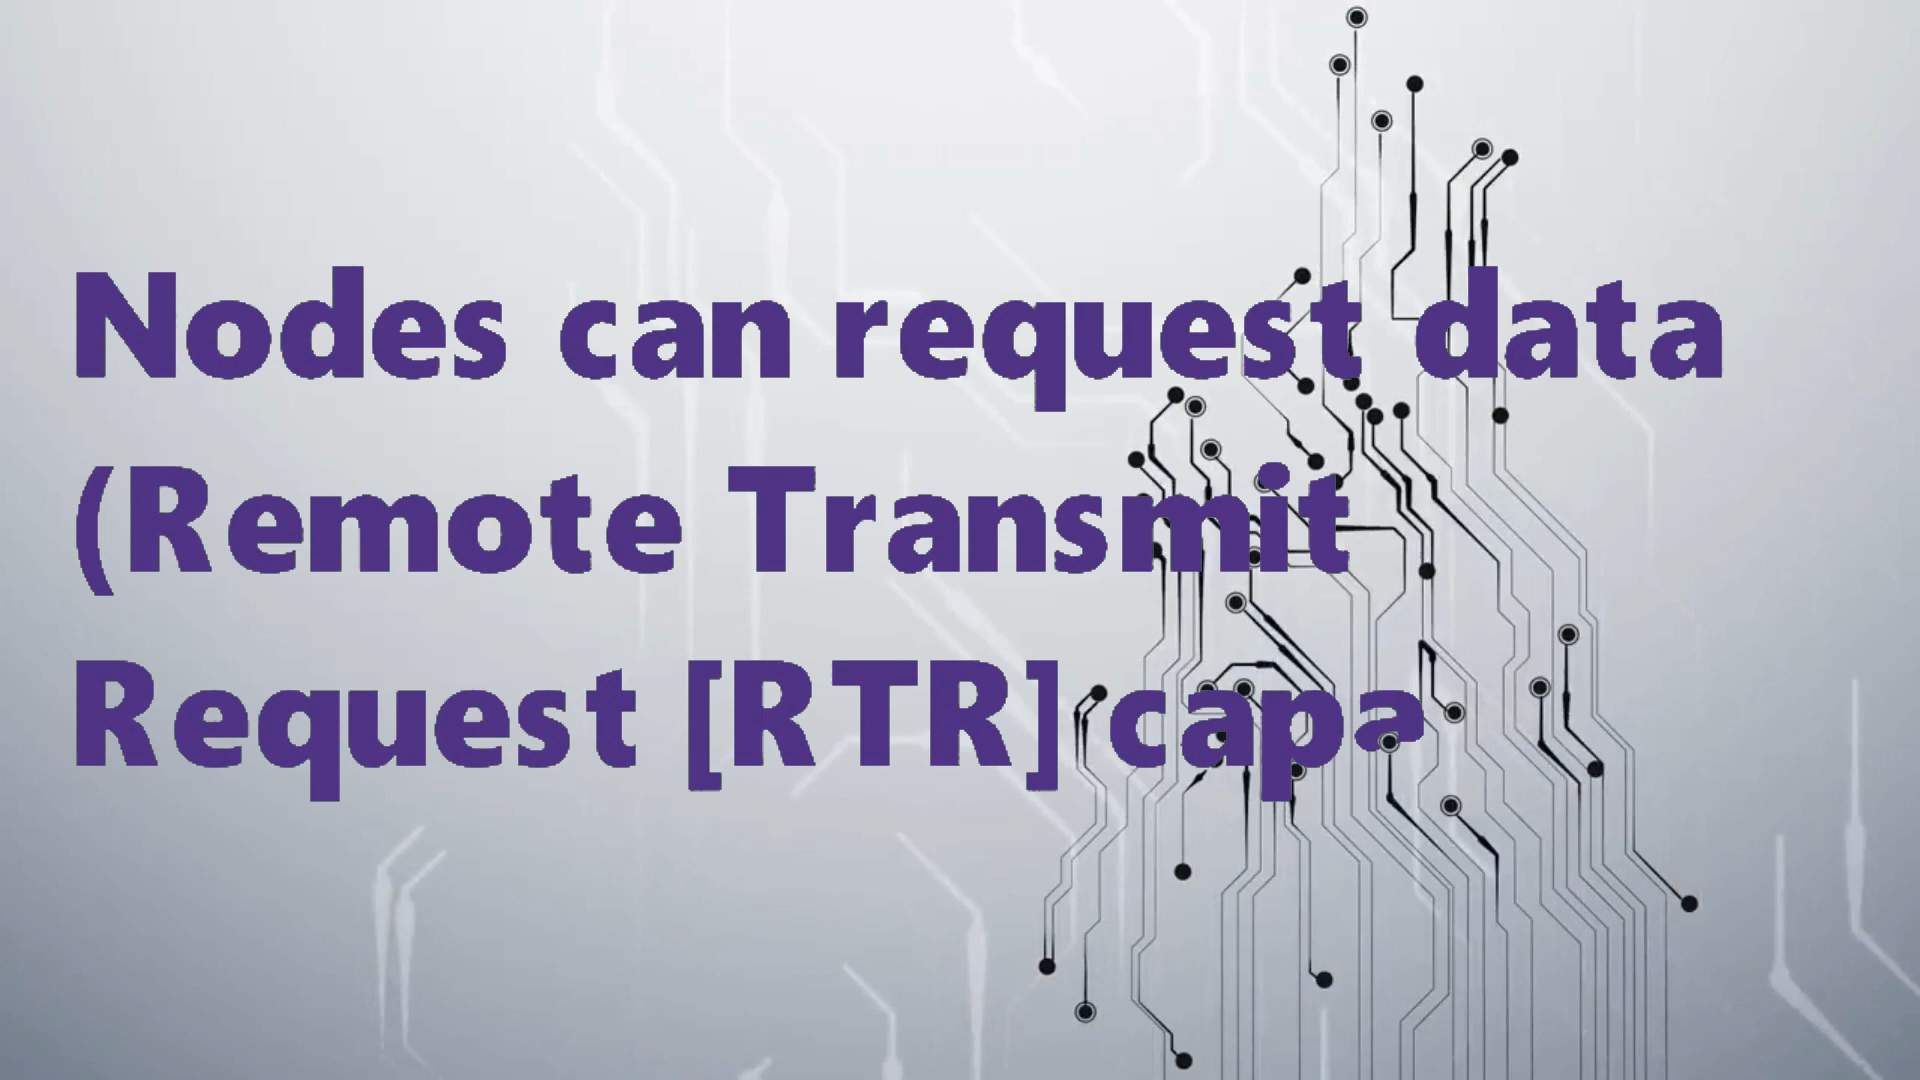 Nodes can request data
(Remote Transmit
Request [RTR] capa